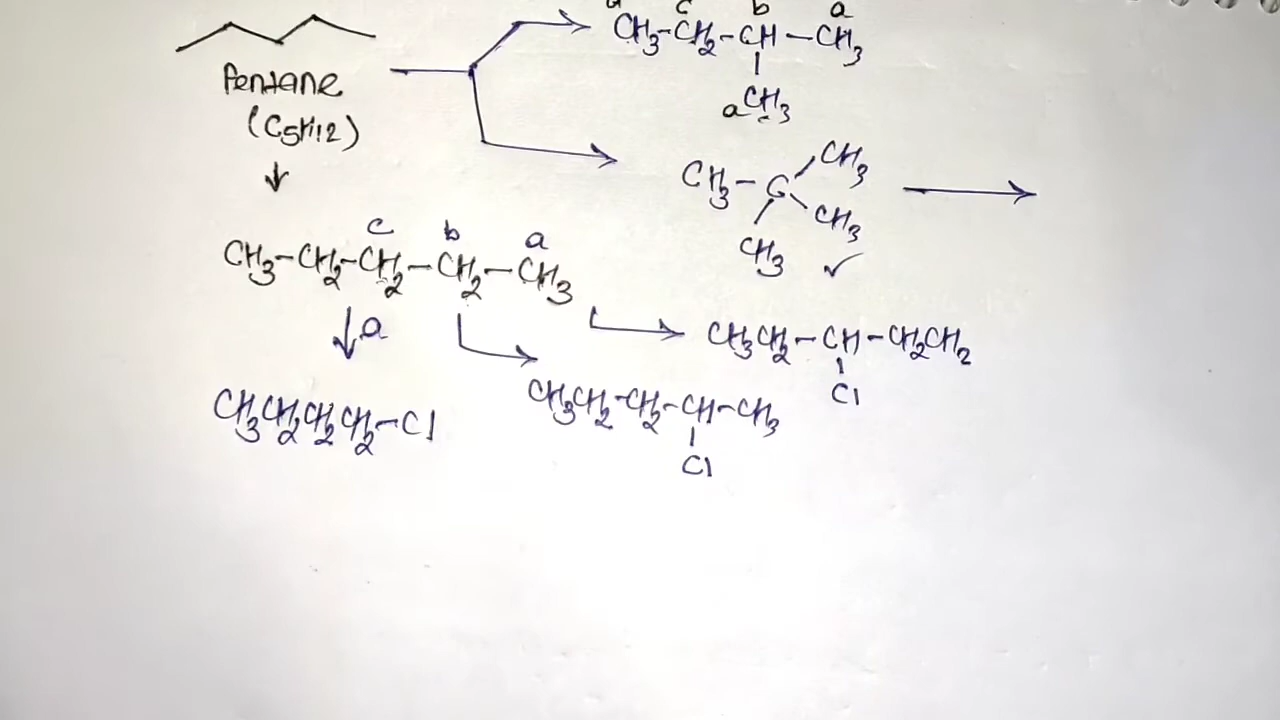 d c b a
CH3-CH2-CH-CH3
aCH3
Pentane
(C5H12)
CH3-C
CH3
CH3
CH3
c b a
CH3-CH2-CH2-CH2-CH3
a
CH3CH2-CH-CH2CH2
Cl
CH3CH2-CH2-CH-CH3
Cl
CH3CH2CH2CH2-Cl